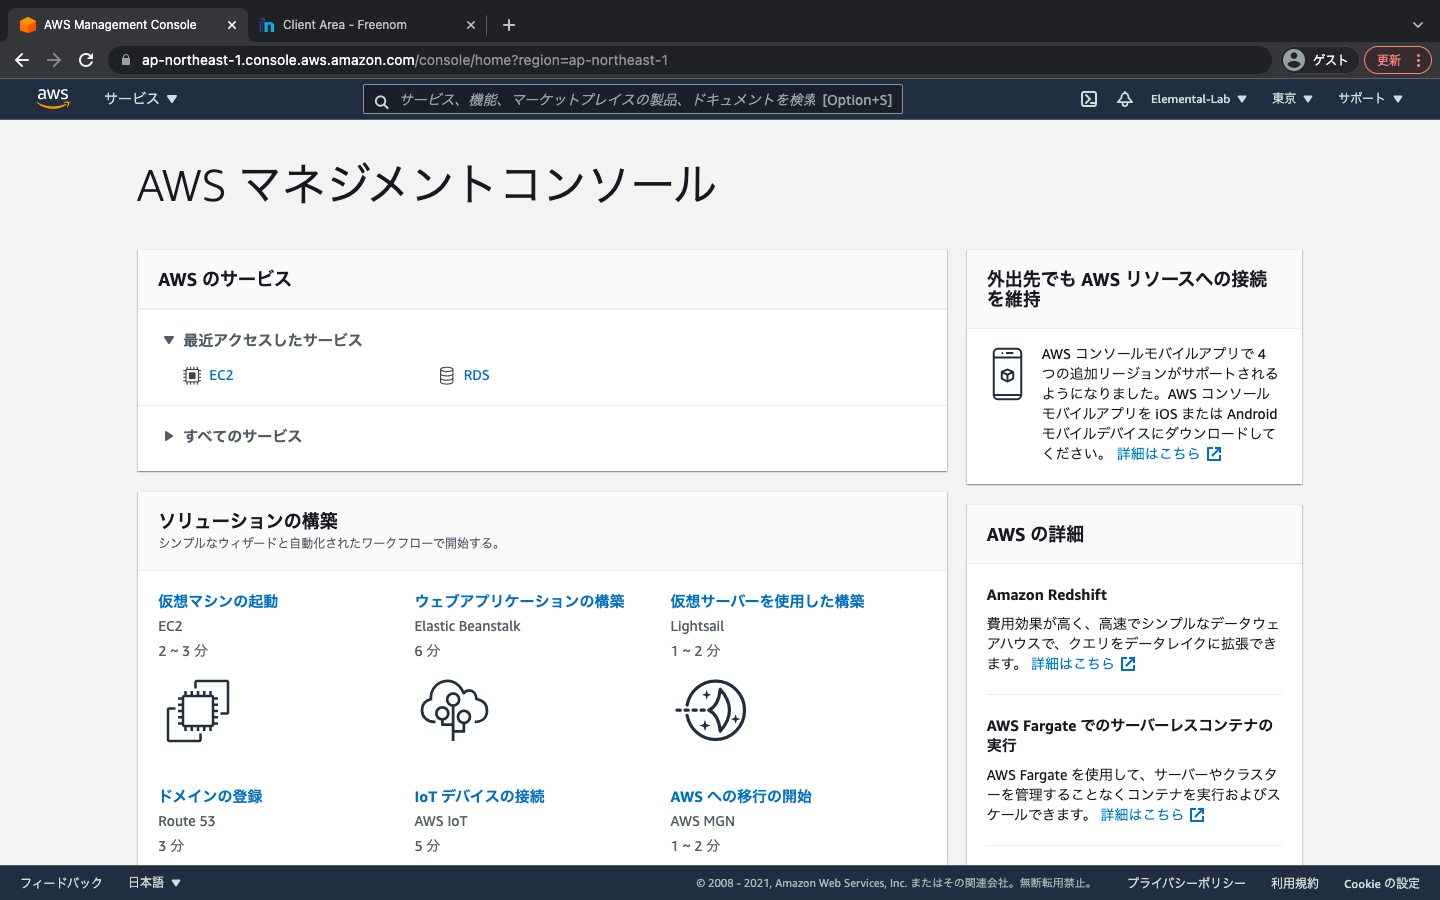 AWS Management Console
Client Area - Freenom
ap-northeast-1.console.aws.amazon.com/console/home?region=ap-northeast-1
ゲスト
更新
aws
サービス
サービス、機能、マーケットプレイスの製品、ドキュメントを検索 [Option+S]
Elemental-Lab
東京
サポート
AWS マネジメントコンソール
AWS のサービス
最近アクセスしたサービス
EC2
RDS
すべてのサービス
ソリューションの構築
シンプルなウィザードと自動化されたワークフローで開始する。
仮想マシンの起動
EC2
2 ~ 3 分
ウェブアプリケーションの構築
Elastic Beanstalk
6 分
仮想サーバーを使用した構築
Lightsail
1 ~ 2 分
ドメインの登録
Route 53
3 分
IoT デバイスの接続
AWS IoT
5 分
AWS への移行の開始
AWS MGN
1 ~ 2 分
外出先でも AWS リソースへの接続
を維持
AWS コンソールモバイルアプリで 4
つの追加リージョンがサポートされる
ようになりました。AWS コンソール
モバイルアプリを iOS または Android
モバイルデバイスにダウンロードして
ください。 詳細はこちら
AWS の詳細
Amazon Redshift
費用効果が高く、高速でシンプルなデータウェ
アハウスで、クエリをデータレイクに拡張でき
ます。 詳細はこちら
AWS Fargate でのサーバーレスコンテナの
実行
AWS Fargate を使用して、サーバーやクラスタ
ーを管理することなくコンテナを実行およびス
ケールできます。 詳細はこちら
フィードバック
日本語
© 2008 - 2021, Amazon Web Services, Inc. またはその関連会社。無断転用禁止。
プライバシーポリシー
利用規約
Cookie の設定